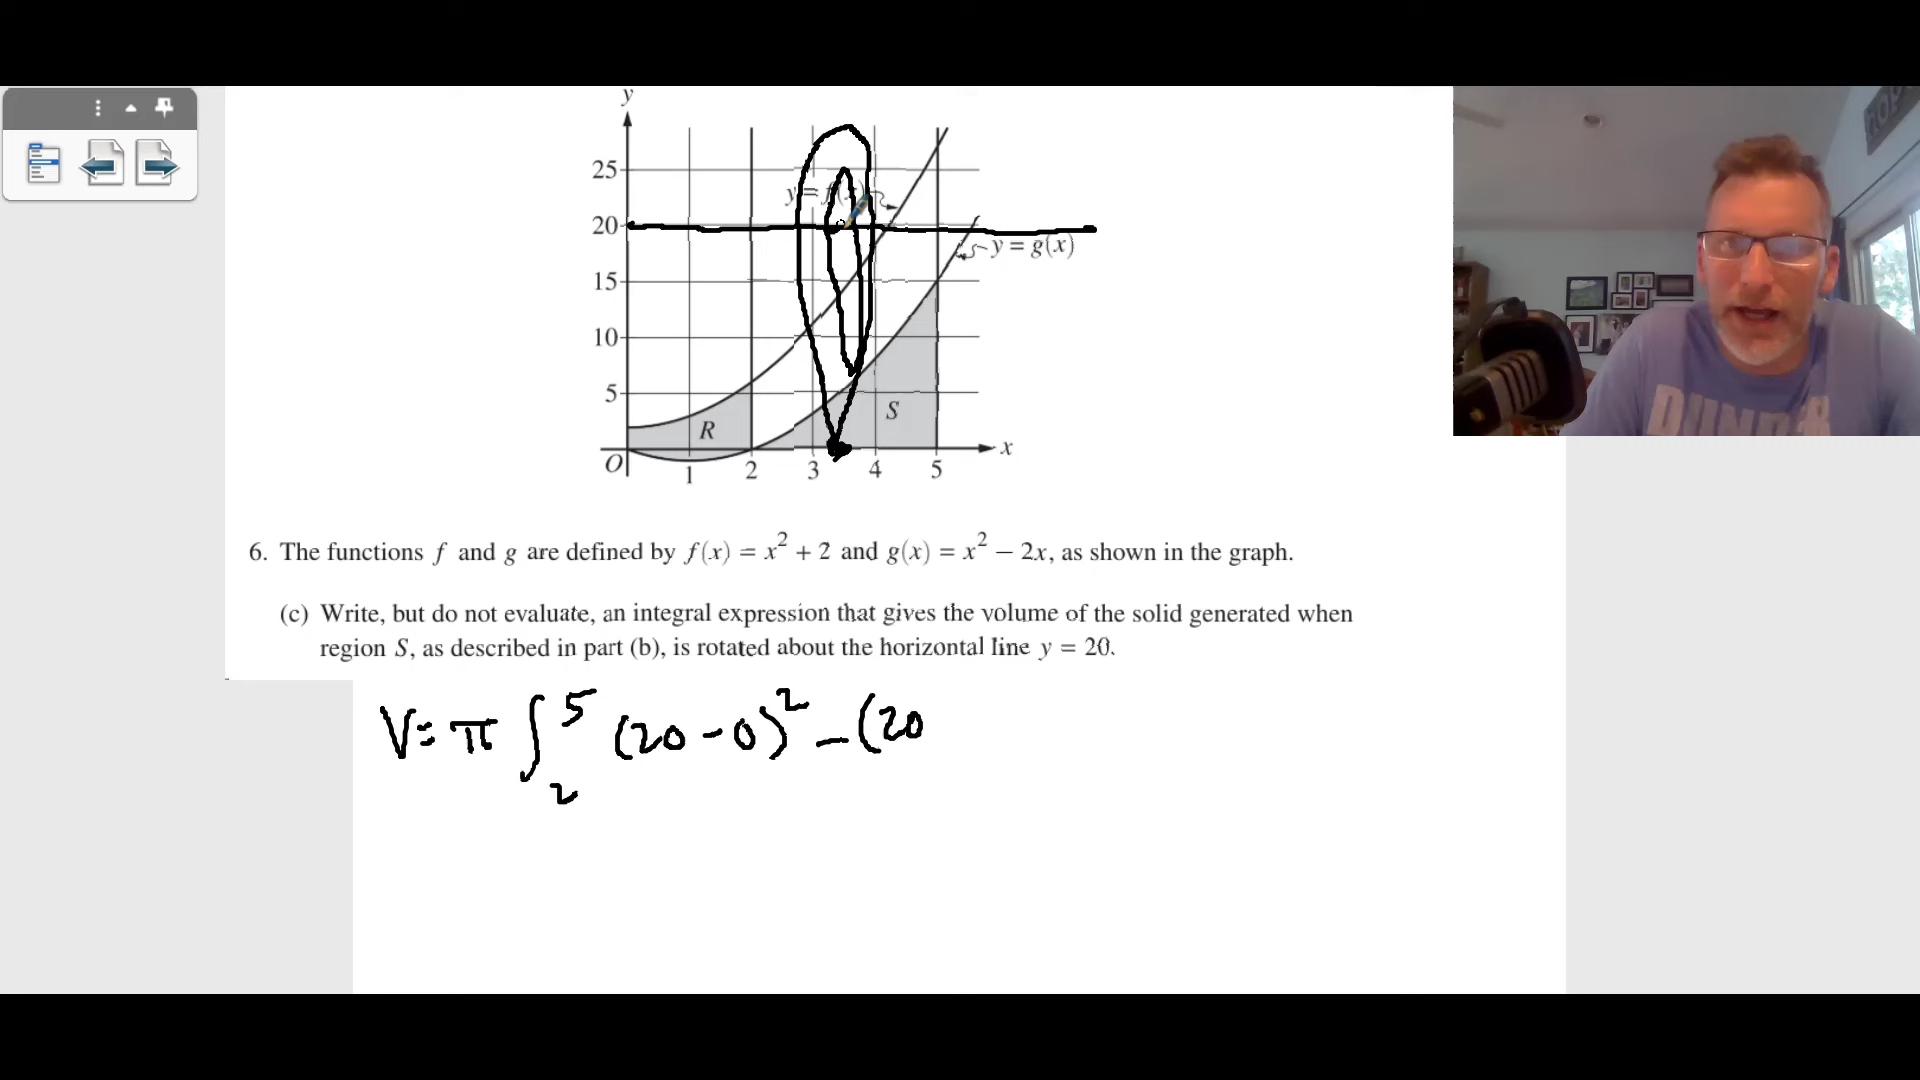 y
25
20
15
10
5
O
1 2 3 4 5
x
y = f(x)
y = g(x)
R
S
6. The functions f and g are defined by f(x) = x² + 2 and g(x) = x² − 2x, as shown in the graph.
(c) Write, but do not evaluate, an integral expression that gives the volume of the solid generated when
region S, as described in part (b), is rotated about the horizontal line y = 20.
V = π ∫₂⁵ (20 − 0)² − (20